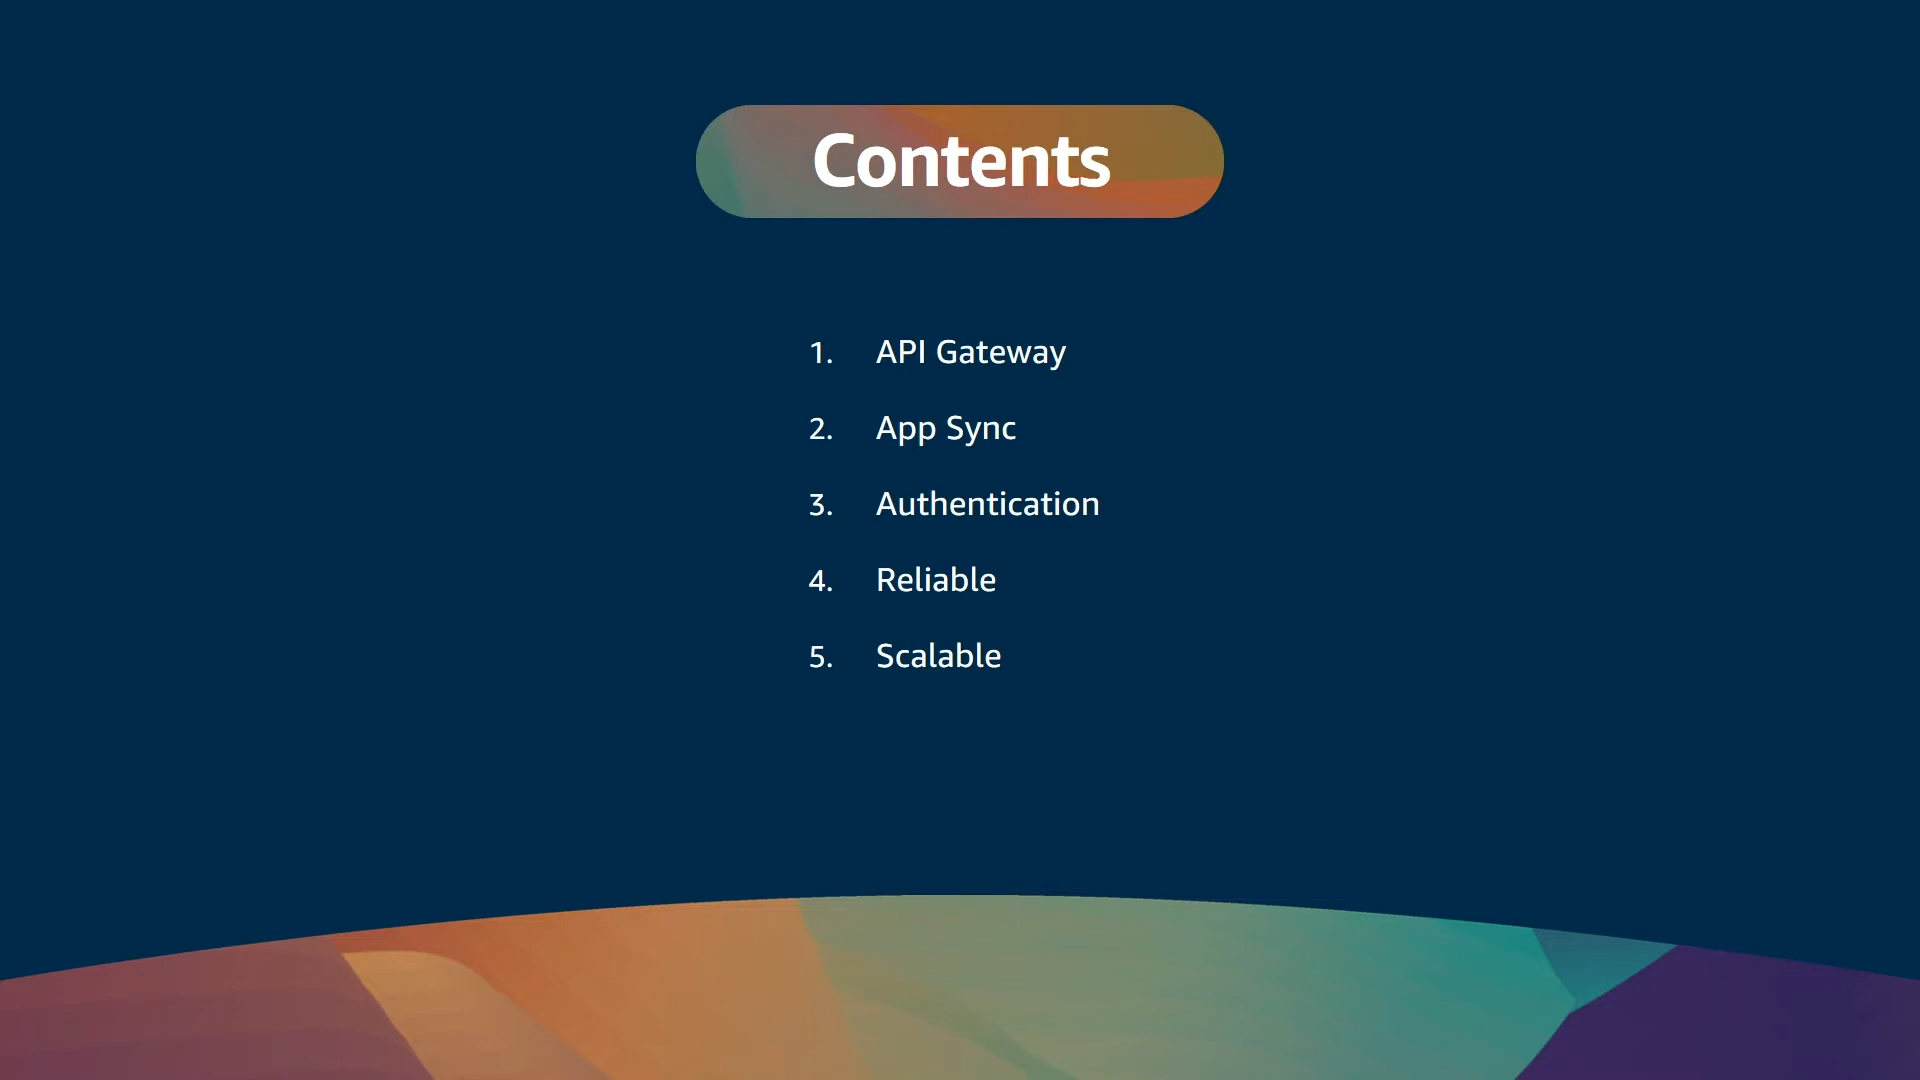 Contents
1. API Gateway
2. App Sync
3. Authentication
4. Reliable
5. Scalable